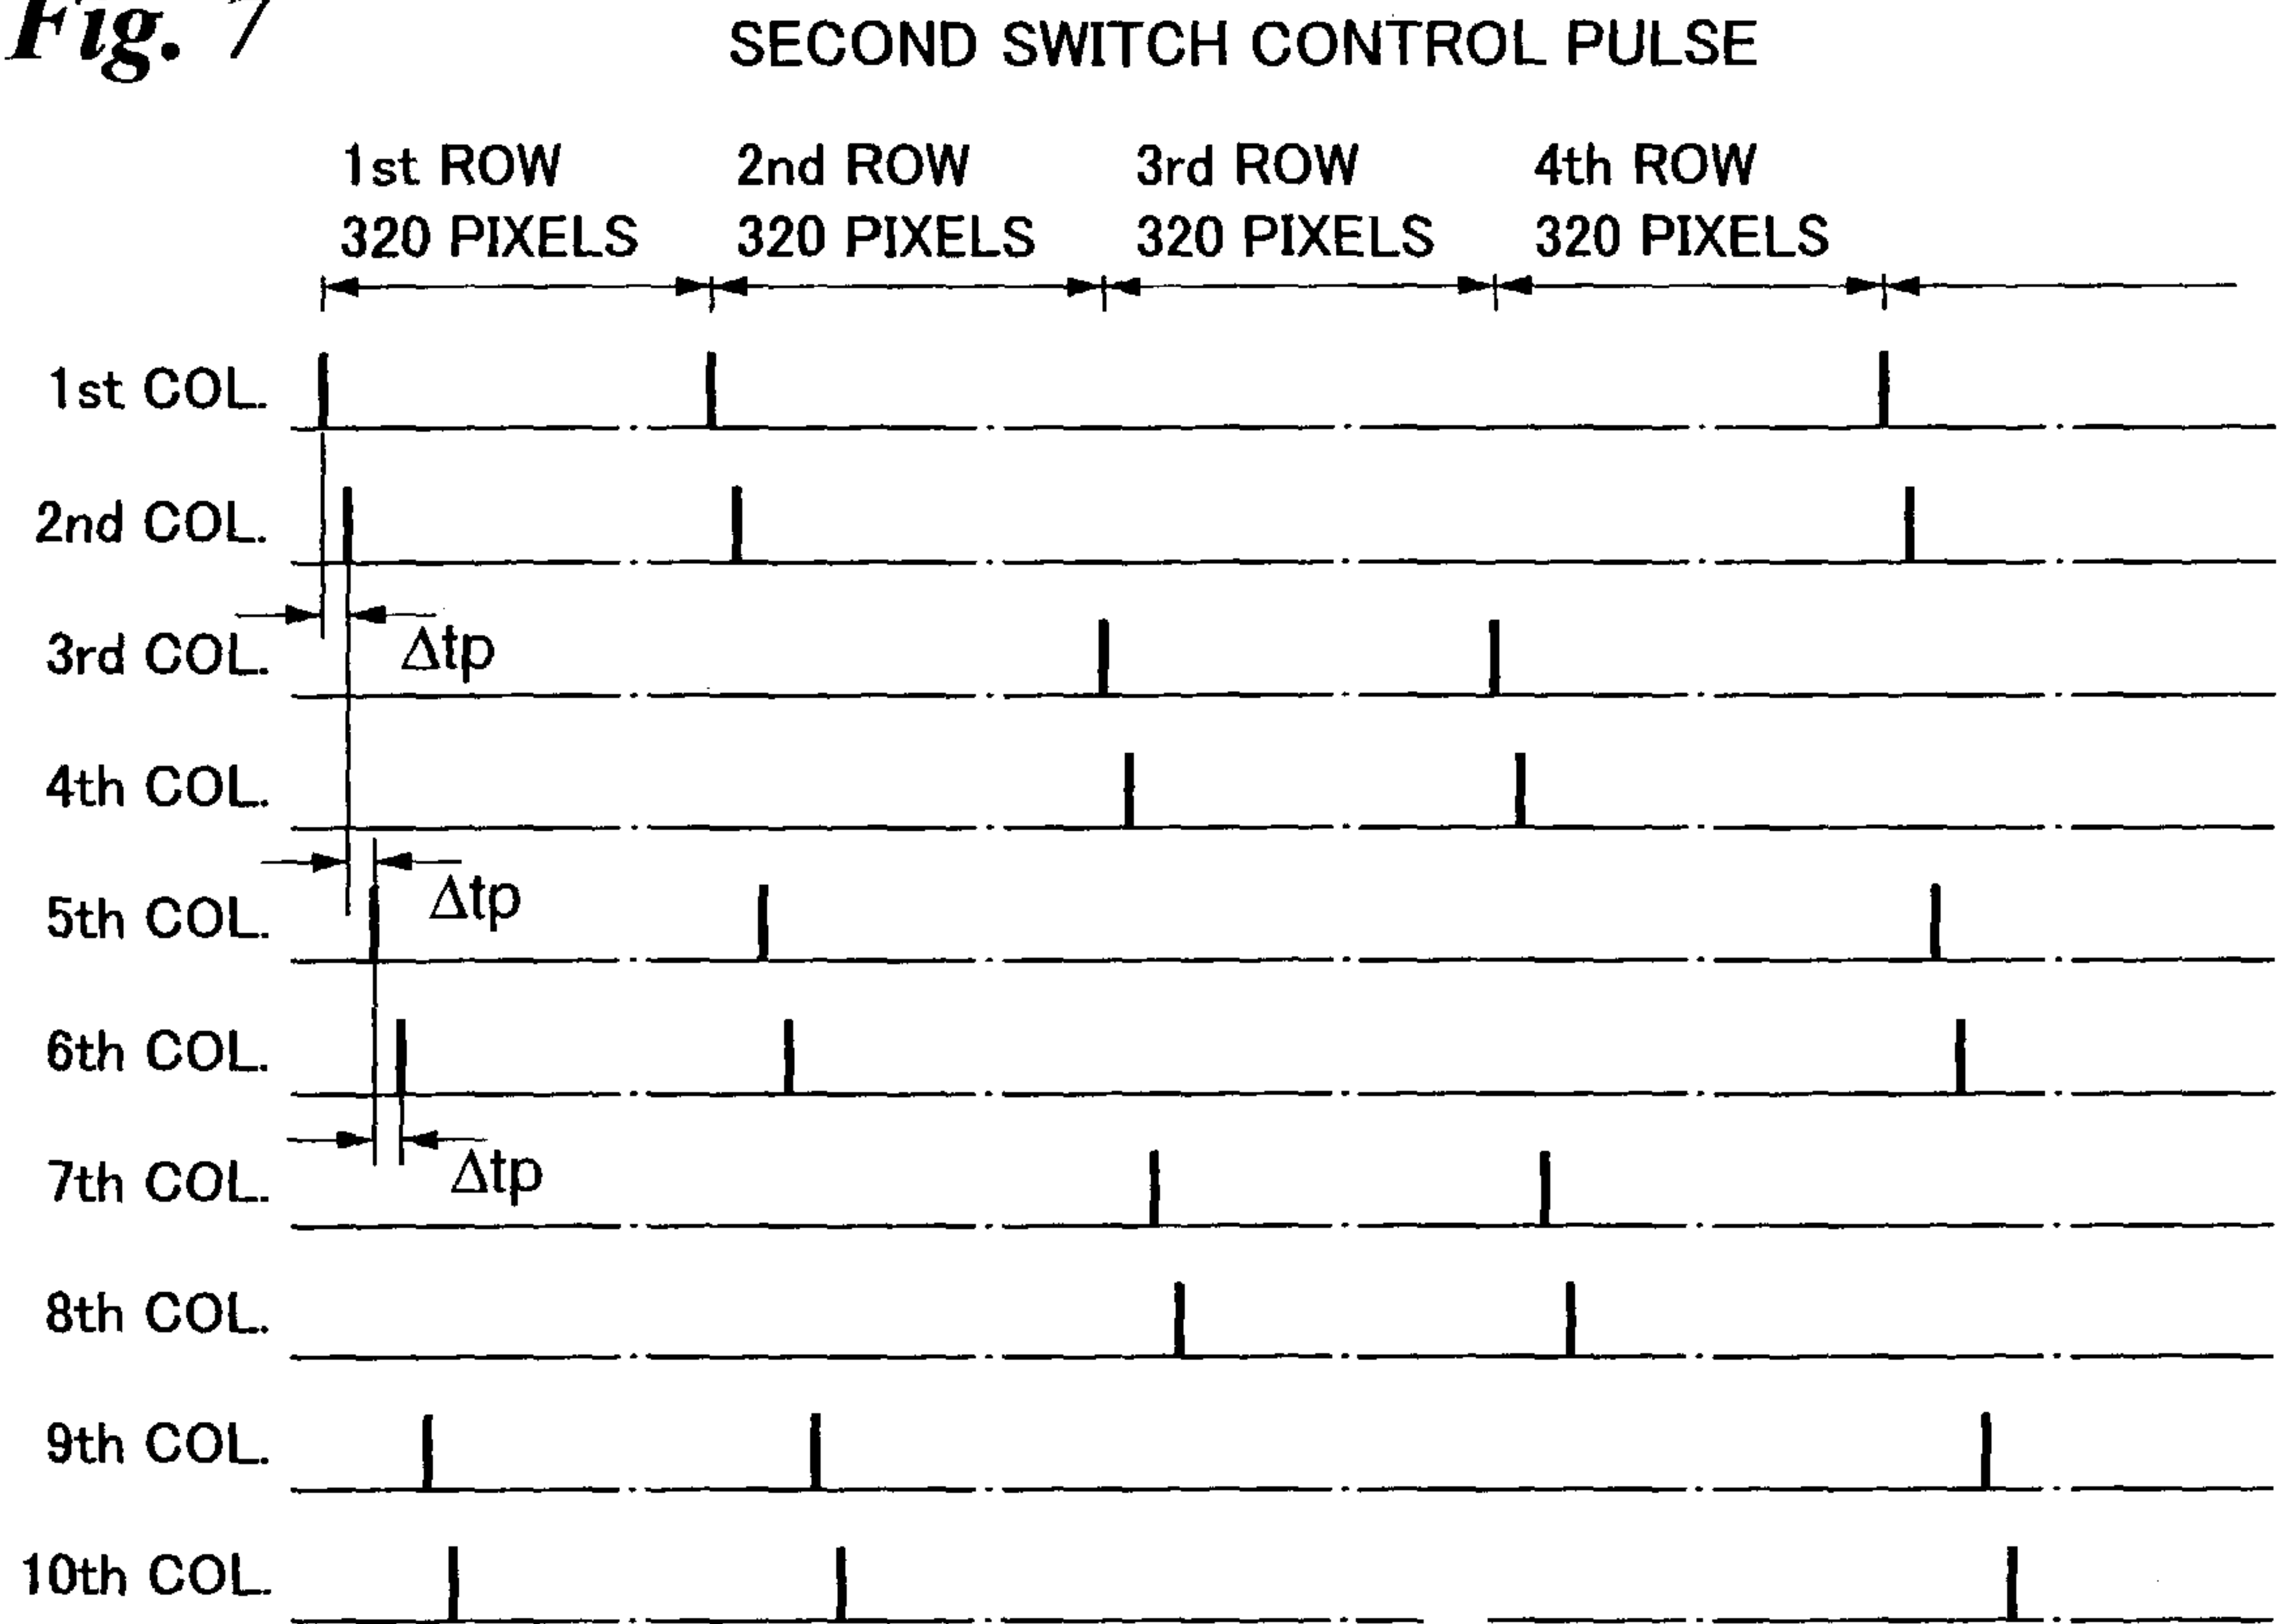 Fig. 7
SECOND SWITCH CONTROL PULSE
1st ROW 2nd ROW 3rd ROW 4th ROW
320 PIXELS 320 PIXELS 320 PIXELS 320 PIXELS
1st COL.
2nd COL.
Δtp
3rd COL.
4th COL.
Δtp
5th COL.
6th COL.
Δtp
7th COL.
8th COL.
9th COL.
10th COL.